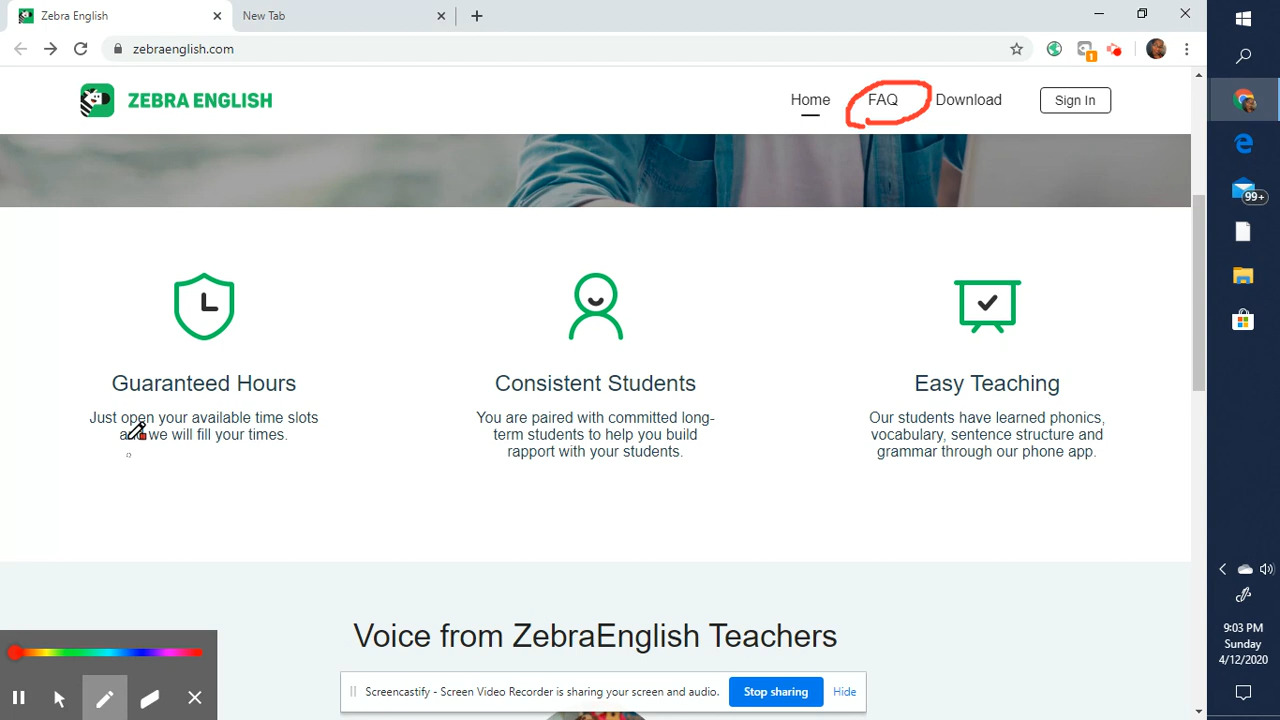 Zebra English
New Tab
zebraenglish.com
1
ZEBRA ENGLISH
Home
FAQ
Download
Sign In
Guaranteed Hours
Just open your available time slots
and we will fill your times.
Consistent Students
You are paired with committed long-
term students to help you build
rapport with your students.
Easy Teaching
Our students have learned phonics,
vocabulary, sentence structure and
grammar through our phone app.
Voice from ZebraEnglish Teachers
Screencastify - Screen Video Recorder is sharing your screen and audio.
Stop sharing
Hide
99+
9:03 PM
Sunday
4/12/2020